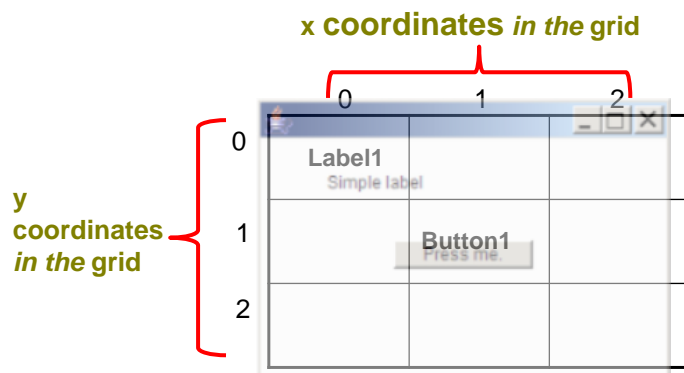 x coordinates in the grid
0 1 2
0
Label1
Simple label
y
coordinates
in the grid
1
Button1
Press me.
2